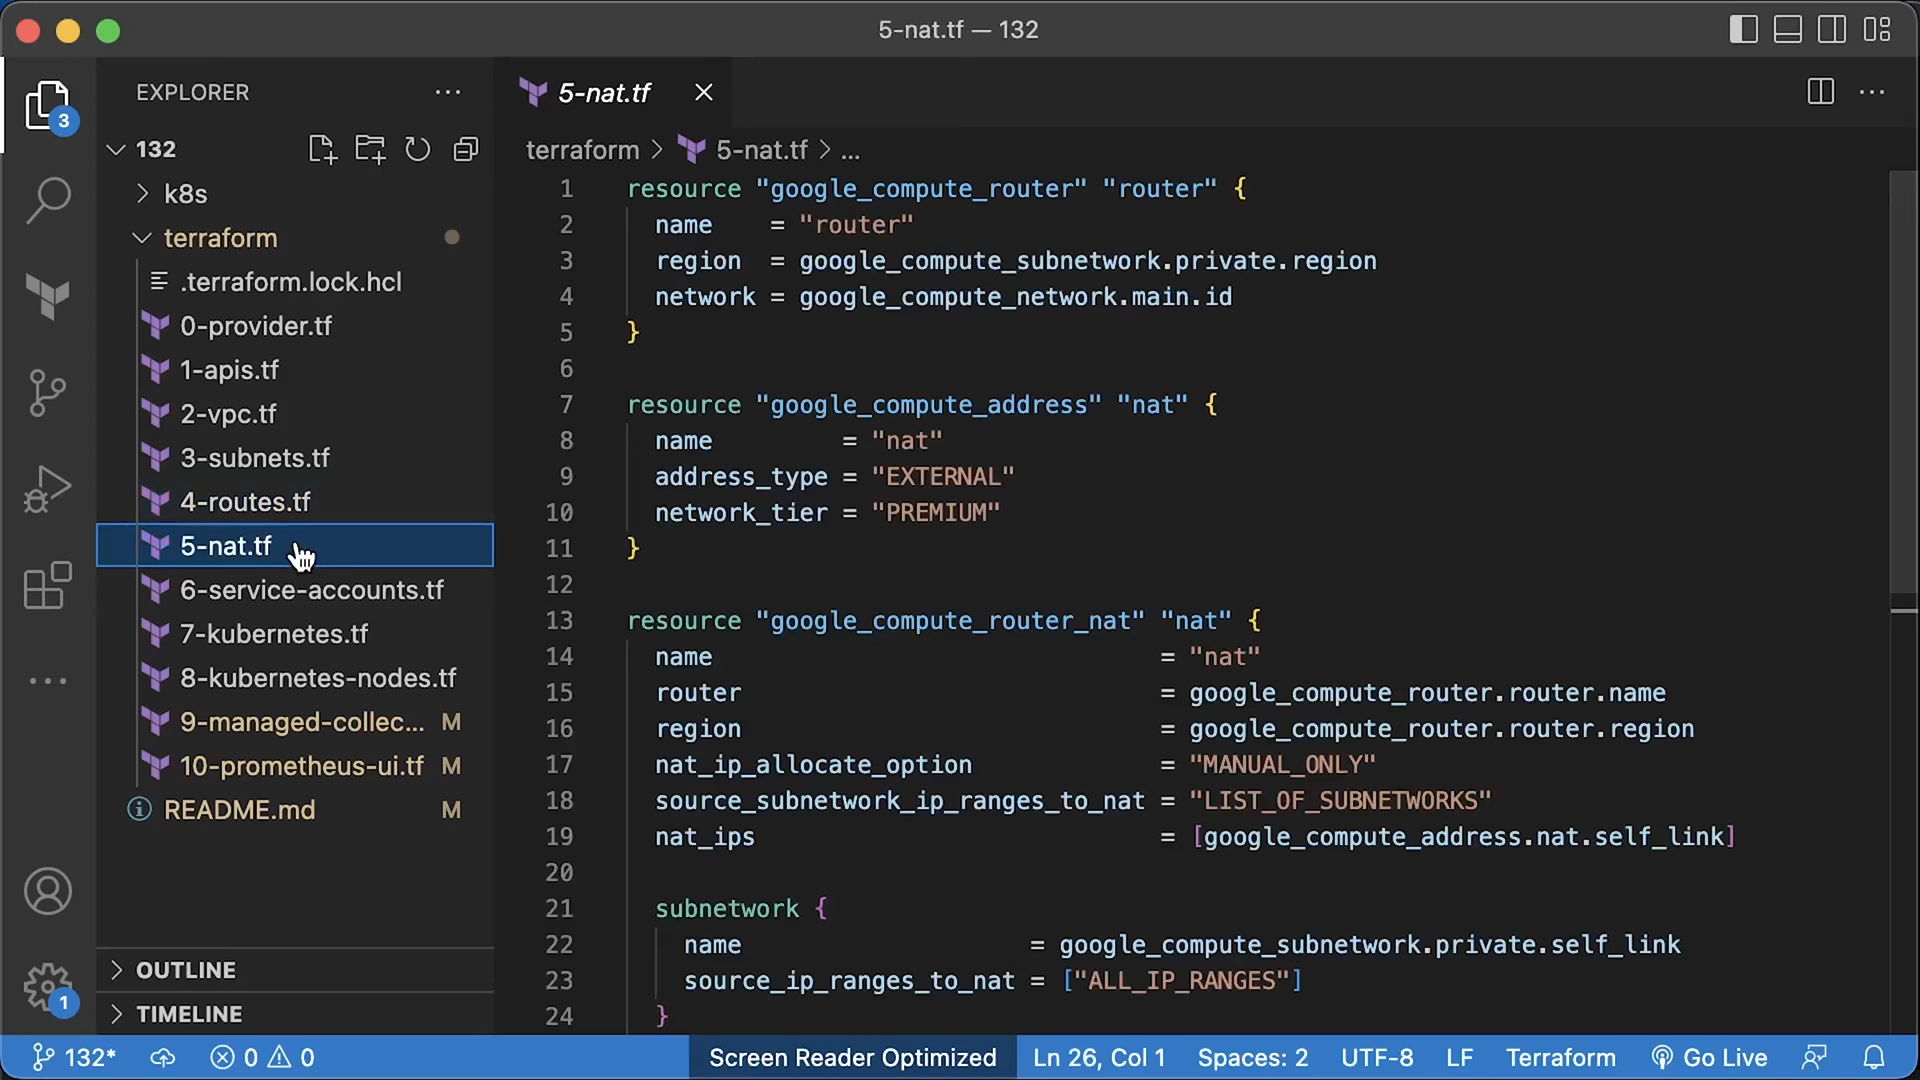 5-nat.tf — 132
EXPLORER
3
132
k8s
terraform
.terraform.lock.hcl
0-provider.tf
1-apis.tf
2-vpc.tf
3-subnets.tf
4-routes.tf
5-nat.tf
6-service-accounts.tf
7-kubernetes.tf
8-kubernetes-nodes.tf
9-managed-collec... M
10-prometheus-ui.tf M
README.md M
OUTLINE
TIMELINE
1
5-nat.tf
terraform > 5-nat.tf > ...
1 resource "google_compute_router" "router" {
2 name = "router"
3 region = google_compute_subnetwork.private.region
4 network = google_compute_network.main.id
5 }
6
7 resource "google_compute_address" "nat" {
8 name = "nat"
9 address_type = "EXTERNAL"
10 network_tier = "PREMIUM"
11 }
12
13 resource "google_compute_router_nat" "nat" {
14 name = "nat"
15 router = google_compute_router.router.name
16 region = google_compute_router.router.region
17 nat_ip_allocate_option = "MANUAL_ONLY"
18 source_subnetwork_ip_ranges_to_nat = "LIST_OF_SUBNETWORKS"
19 nat_ips = [google_compute_address.nat.self_link]
20
21 subnetwork {
22 name = google_compute_subnetwork.private.self_link
23 source_ip_ranges_to_nat = ["ALL_IP_RANGES"]
24 }
132* 0 0 Screen Reader Optimized Ln 26, Col 1 Spaces: 2 UTF-8 LF Terraform Go Live